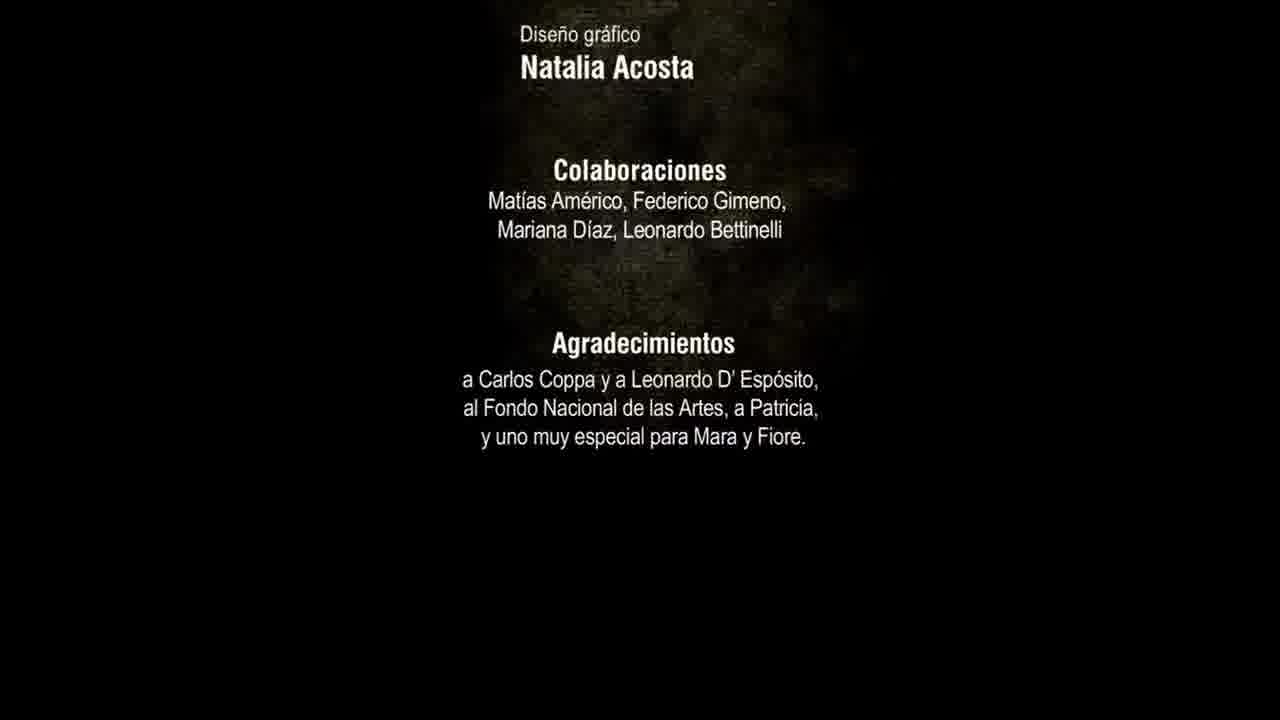 Diseño gráfico
Natalia Acosta
Colaboraciones
Matías Américo, Federico Gimeno,
Mariana Díaz, Leonardo Bettinelli
Agradecimientos
a Carlos Coppa y a Leonardo D' Espósito,
al Fondo Nacional de las Artes, a Patricia,
y uno muy especial para Mara y Fiore.